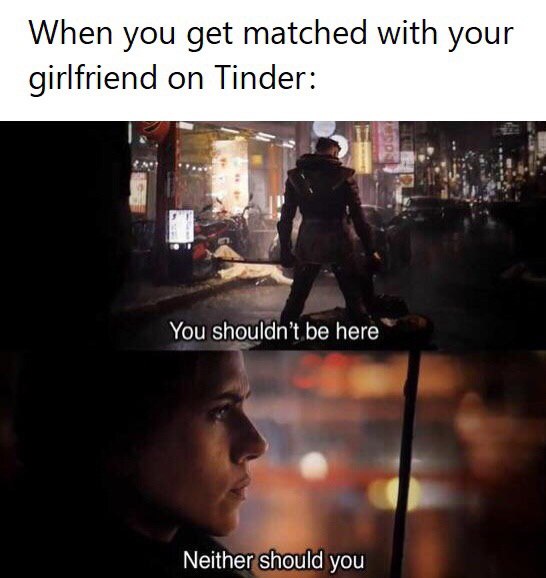 When you get matched with your
girlfriend on Tinder:
You shouldn't be here
Neither should you